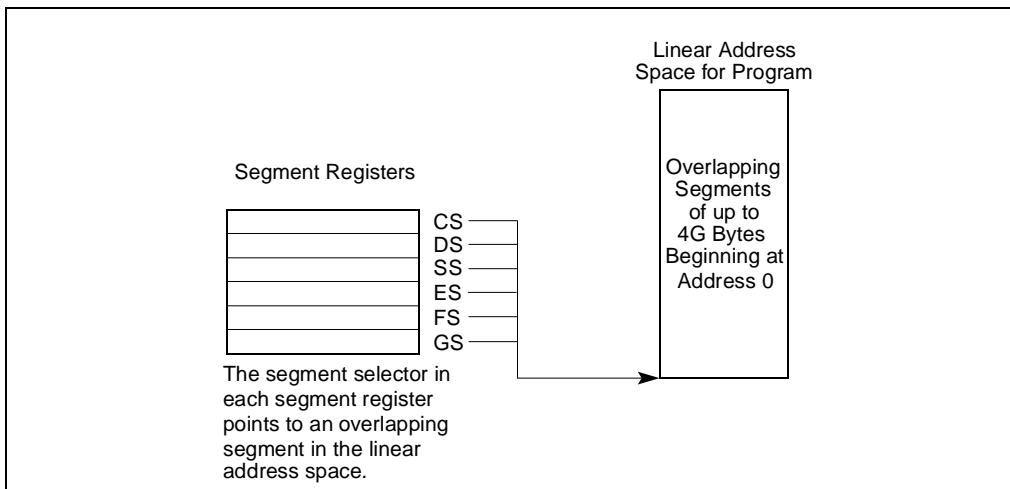 Linear Address
Space for Program
Overlapping
Segments
of up to
4G Bytes
Beginning at
Address 0
Segment Registers
CS
DS
SS
ES
FS
GS
The segment selector in
each segment register
points to an overlapping
segment in the linear
address space.